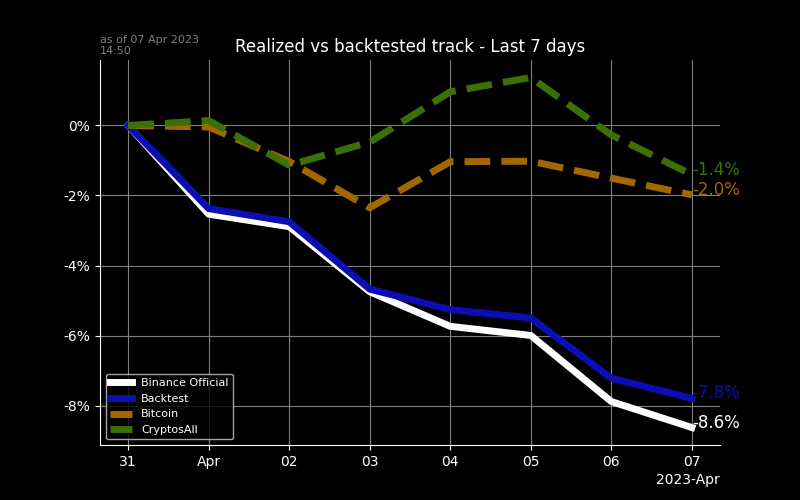 as of 07 Apr 2023
14:50
Realized vs backtested track - Last 7 days
0%
-2%
-4%
-6%
-8%
-1.4%
-2.0%
-7.8%
-8.6%
Binance Official
Backtest
Bitcoin
CryptosAll
31 Apr 02 03 04 05 06 07
2023-Apr